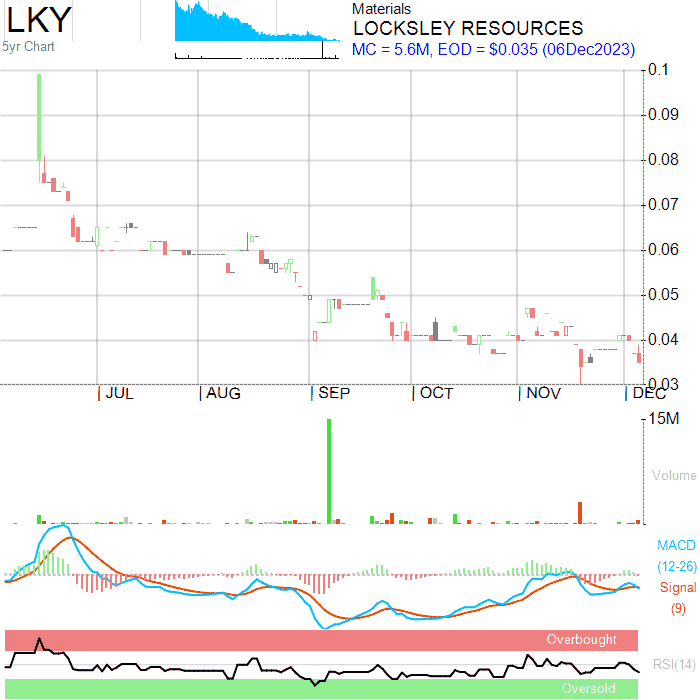 LKY
5yr Chart
Materials
LOCKSLEY RESOURCES
MC = 5.6M, EOD = $0.035 (06Dec2023)
0.1
0.09
0.08
0.07
0.06
0.05
0.04
0.03
JUL AUG SEP OCT NOV DEC
15M
Volume
MACD
(12-26)
Signal
(9)
Overbought
RSI(14)
Oversold